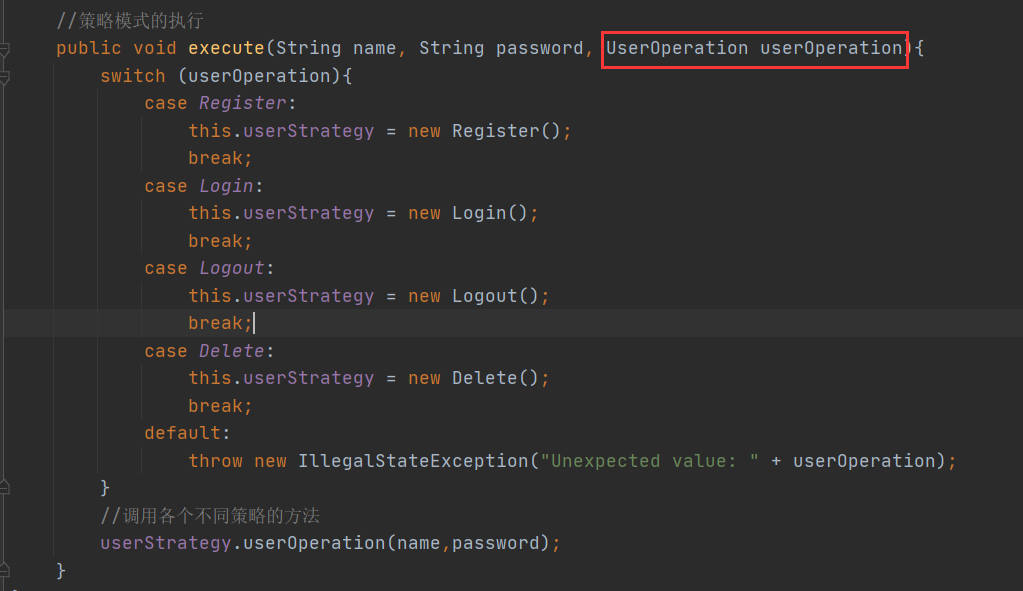 //策略模式的执行
public void execute(String name, String password, UserOperation userOperation){
switch (userOperation){
case Register:
this.userStrategy = new Register();
break;
case Login:
this.userStrategy = new Login();
break;
case Logout:
this.userStrategy = new Logout();
break;
case Delete:
this.userStrategy = new Delete();
break;
default:
throw new IllegalStateException("Unexpected value: " + userOperation);
}
//调用各个不同策略的方法
userStrategy.userOperation(name,password);
}